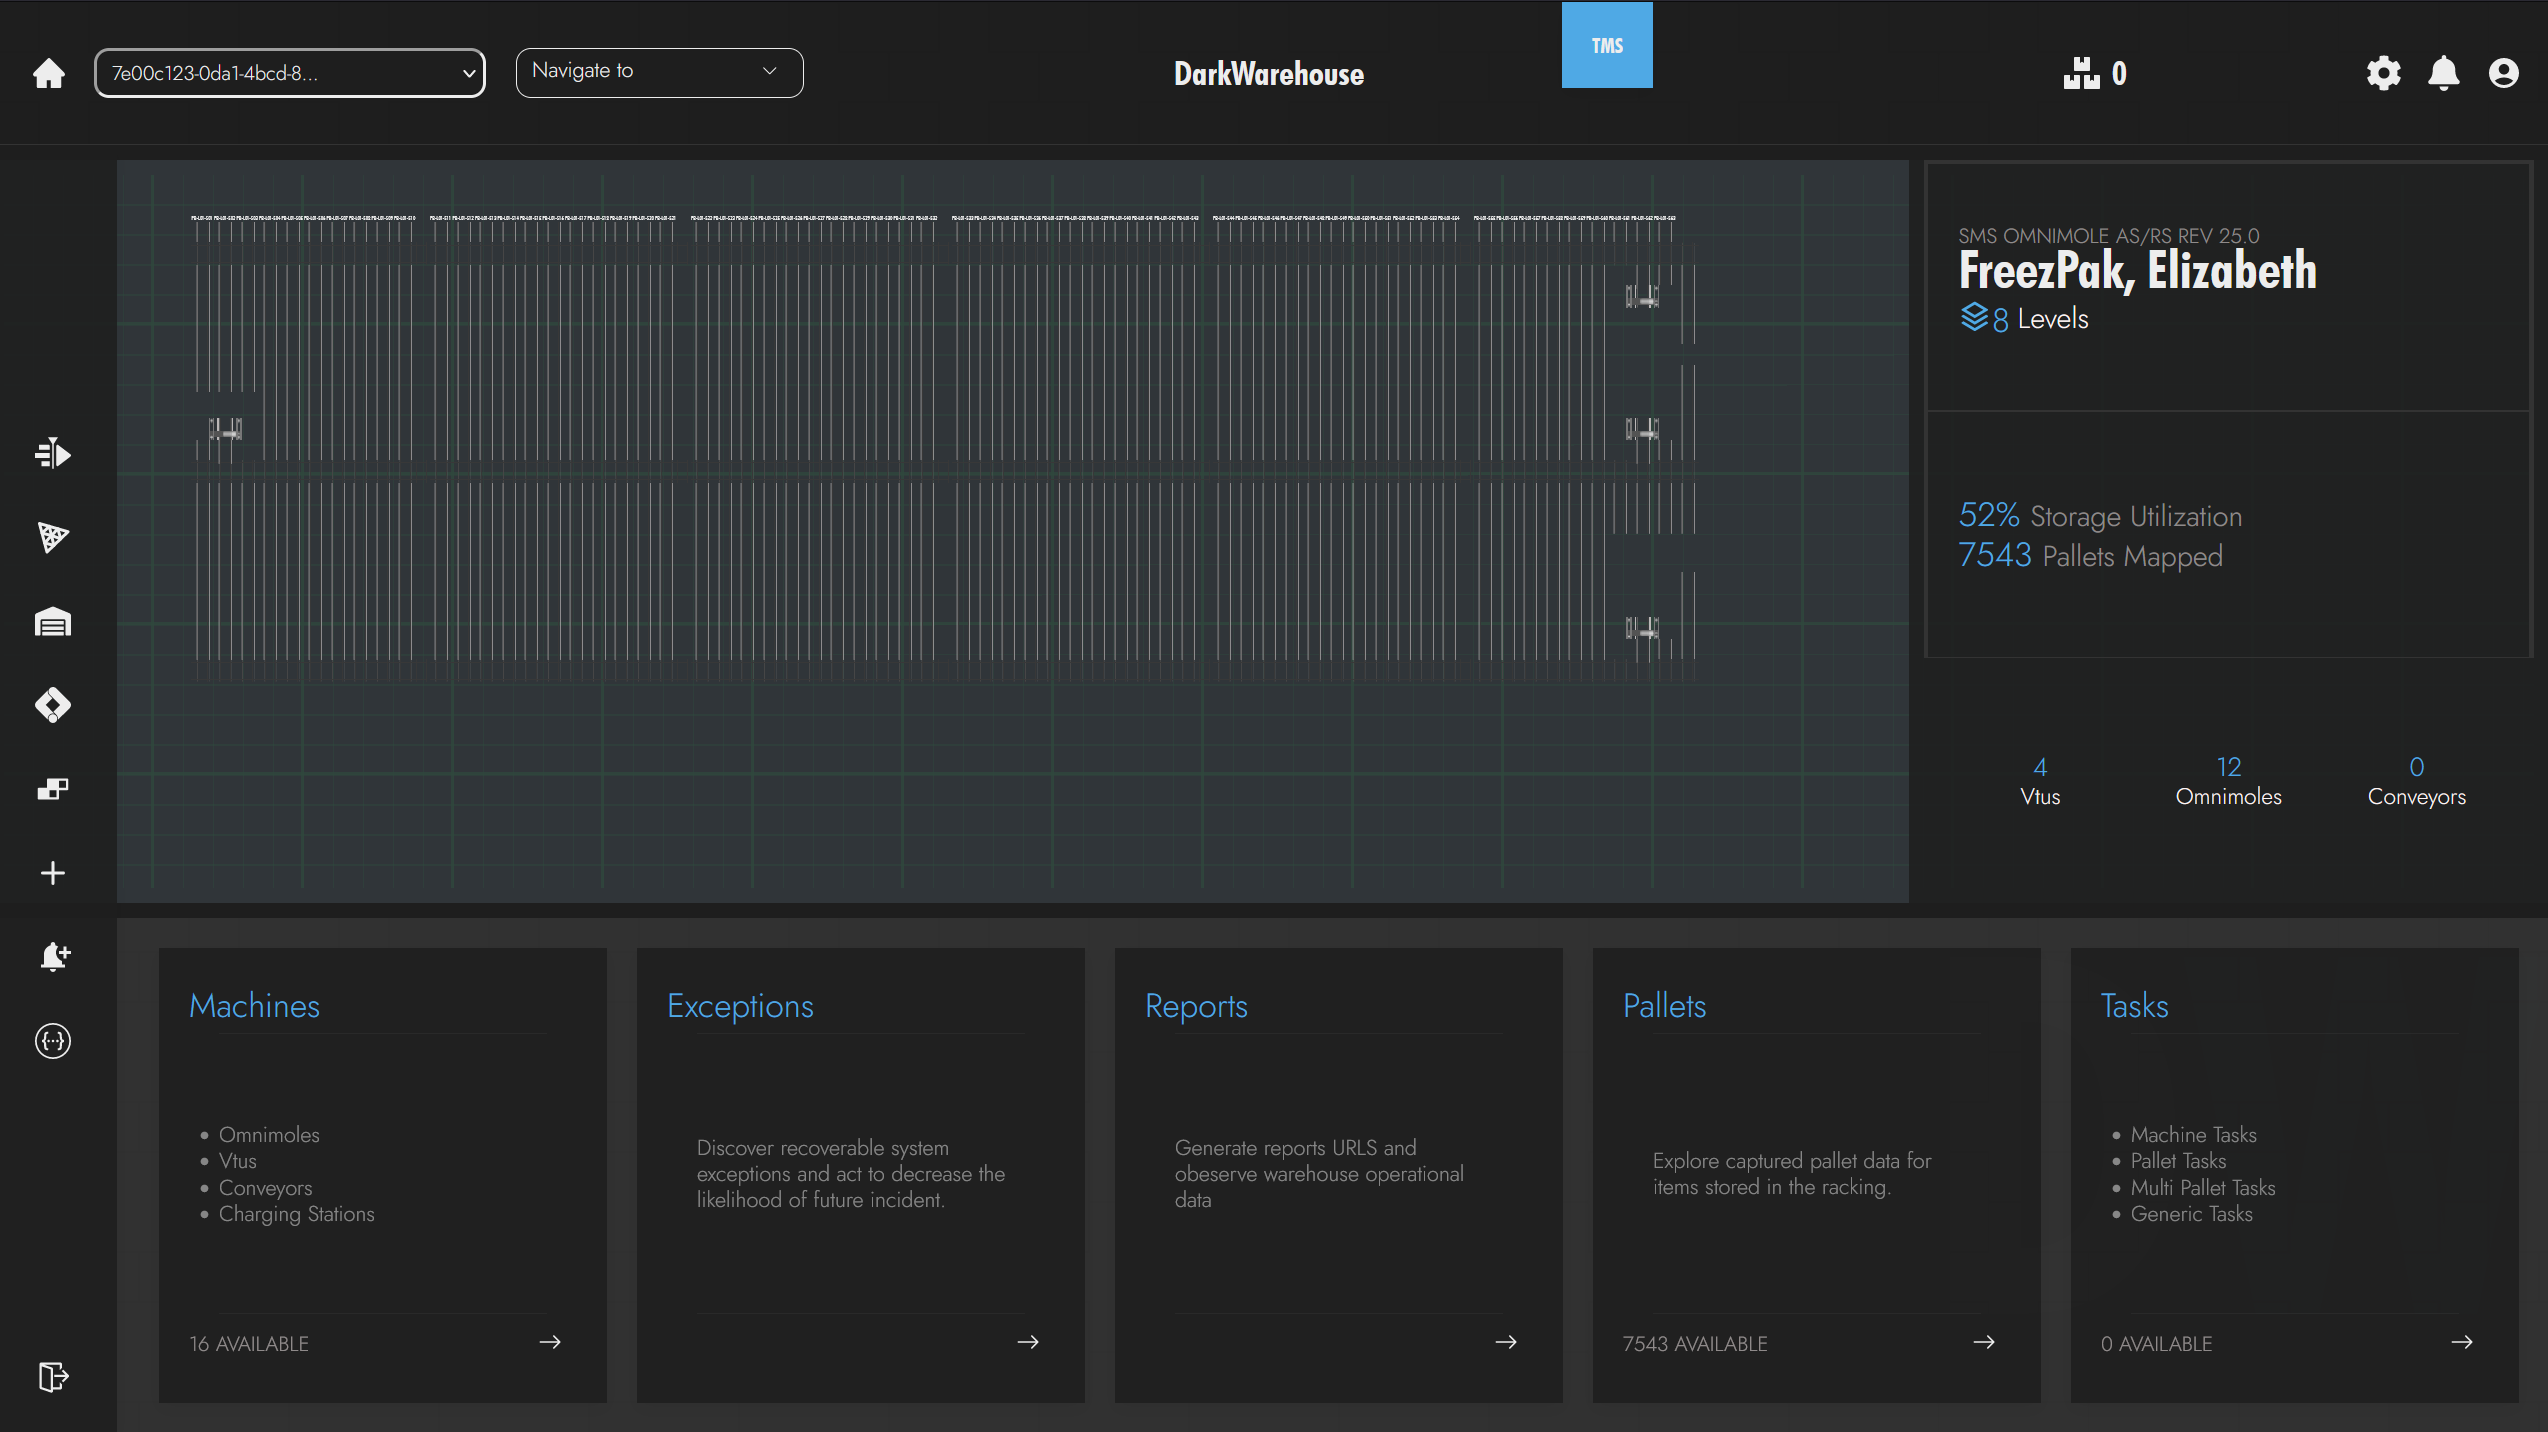 7e00c123-0da1-4bcd-8...
Navigate to
DarkWarehouse
TMS
0
SMS OMNIMOLE AS/RS REV 25.0
FreezPak, Elizabeth
8 Levels
52% Storage Utilization
7543 Pallets Mapped
4
Vtus
12
Omnimoles
0
Conveyors
Machines
Omnimoles
Vtus
Conveyors
Charging Stations
16 AVAILABLE
Exceptions
Discover recoverable system
exceptions and act to decrease the
likelihood of future incident.
Reports
Generate reports URLS and
obeserve warehouse operational
data
Pallets
Explore captured pallet data for
items stored in the racking.
7543 AVAILABLE
Tasks
Machine Tasks
Pallet Tasks
Multi Pallet Tasks
Generic Tasks
0 AVAILABLE